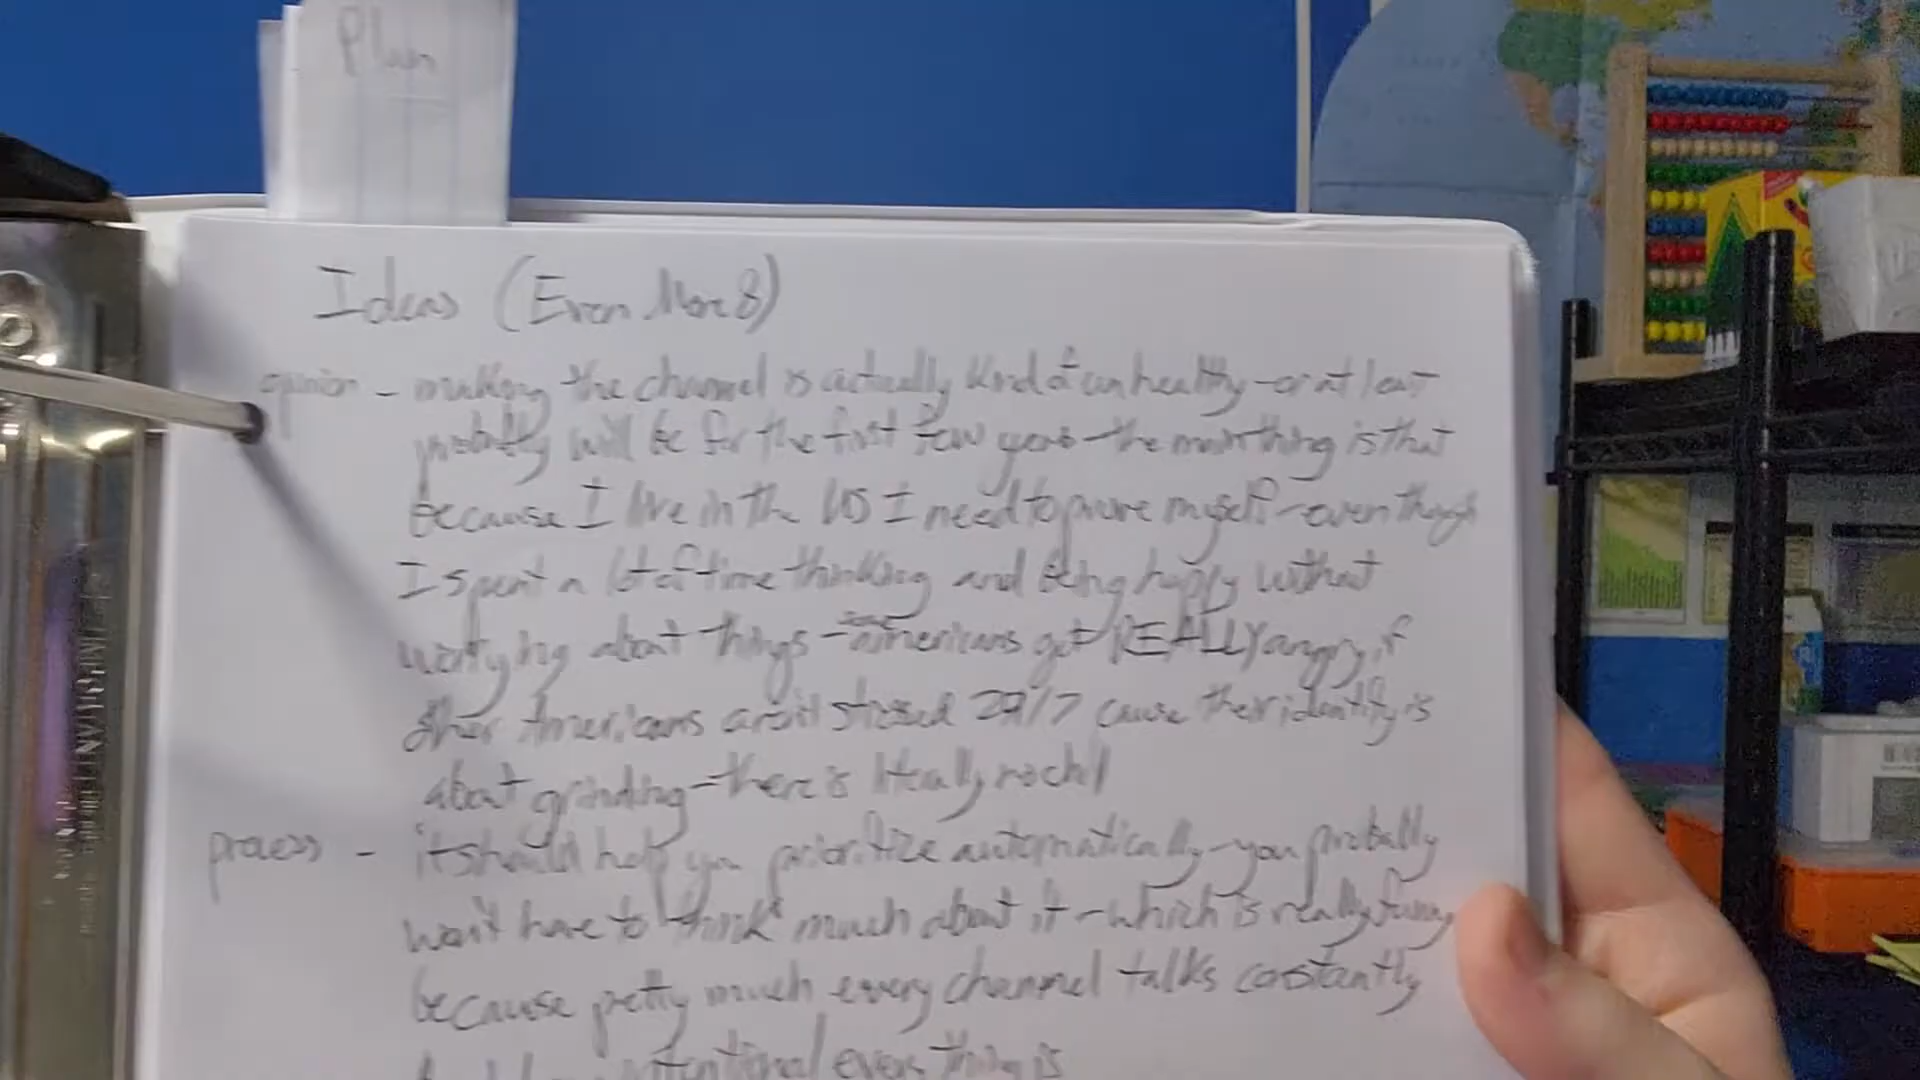 Plan
Ideas (Even More 8)
opinion - making the channel is actually kind of unhealthy - or at least
probably will be for the first few years - the main thing is that
because I live in the US I need to prove myself - even though
I spent a lot of time thinking and being happy without
worrying about things - americans get REALLY angry if
other Americans aren't stressed 24/7 cause their identity is
about grinding - there is literally no chill
process - it should help you prioritize automatically - you probably
won't have to think much about it - which is really funny
because pretty much every channel talks constantly
intentional everything is